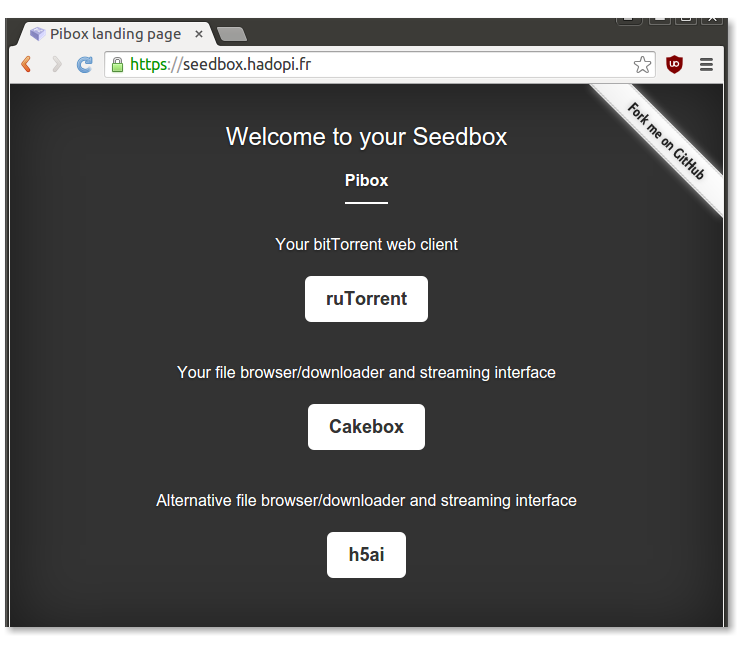 Pibox landing page
https://seedbox.hadopi.fr
Fork me on GitHub
Welcome to your Seedbox
Pibox
Your bitTorrent web client
ruTorrent
Your file browser/downloader and streaming interface
Cakebox
Alternative file browser/downloader and streaming interface
h5ai